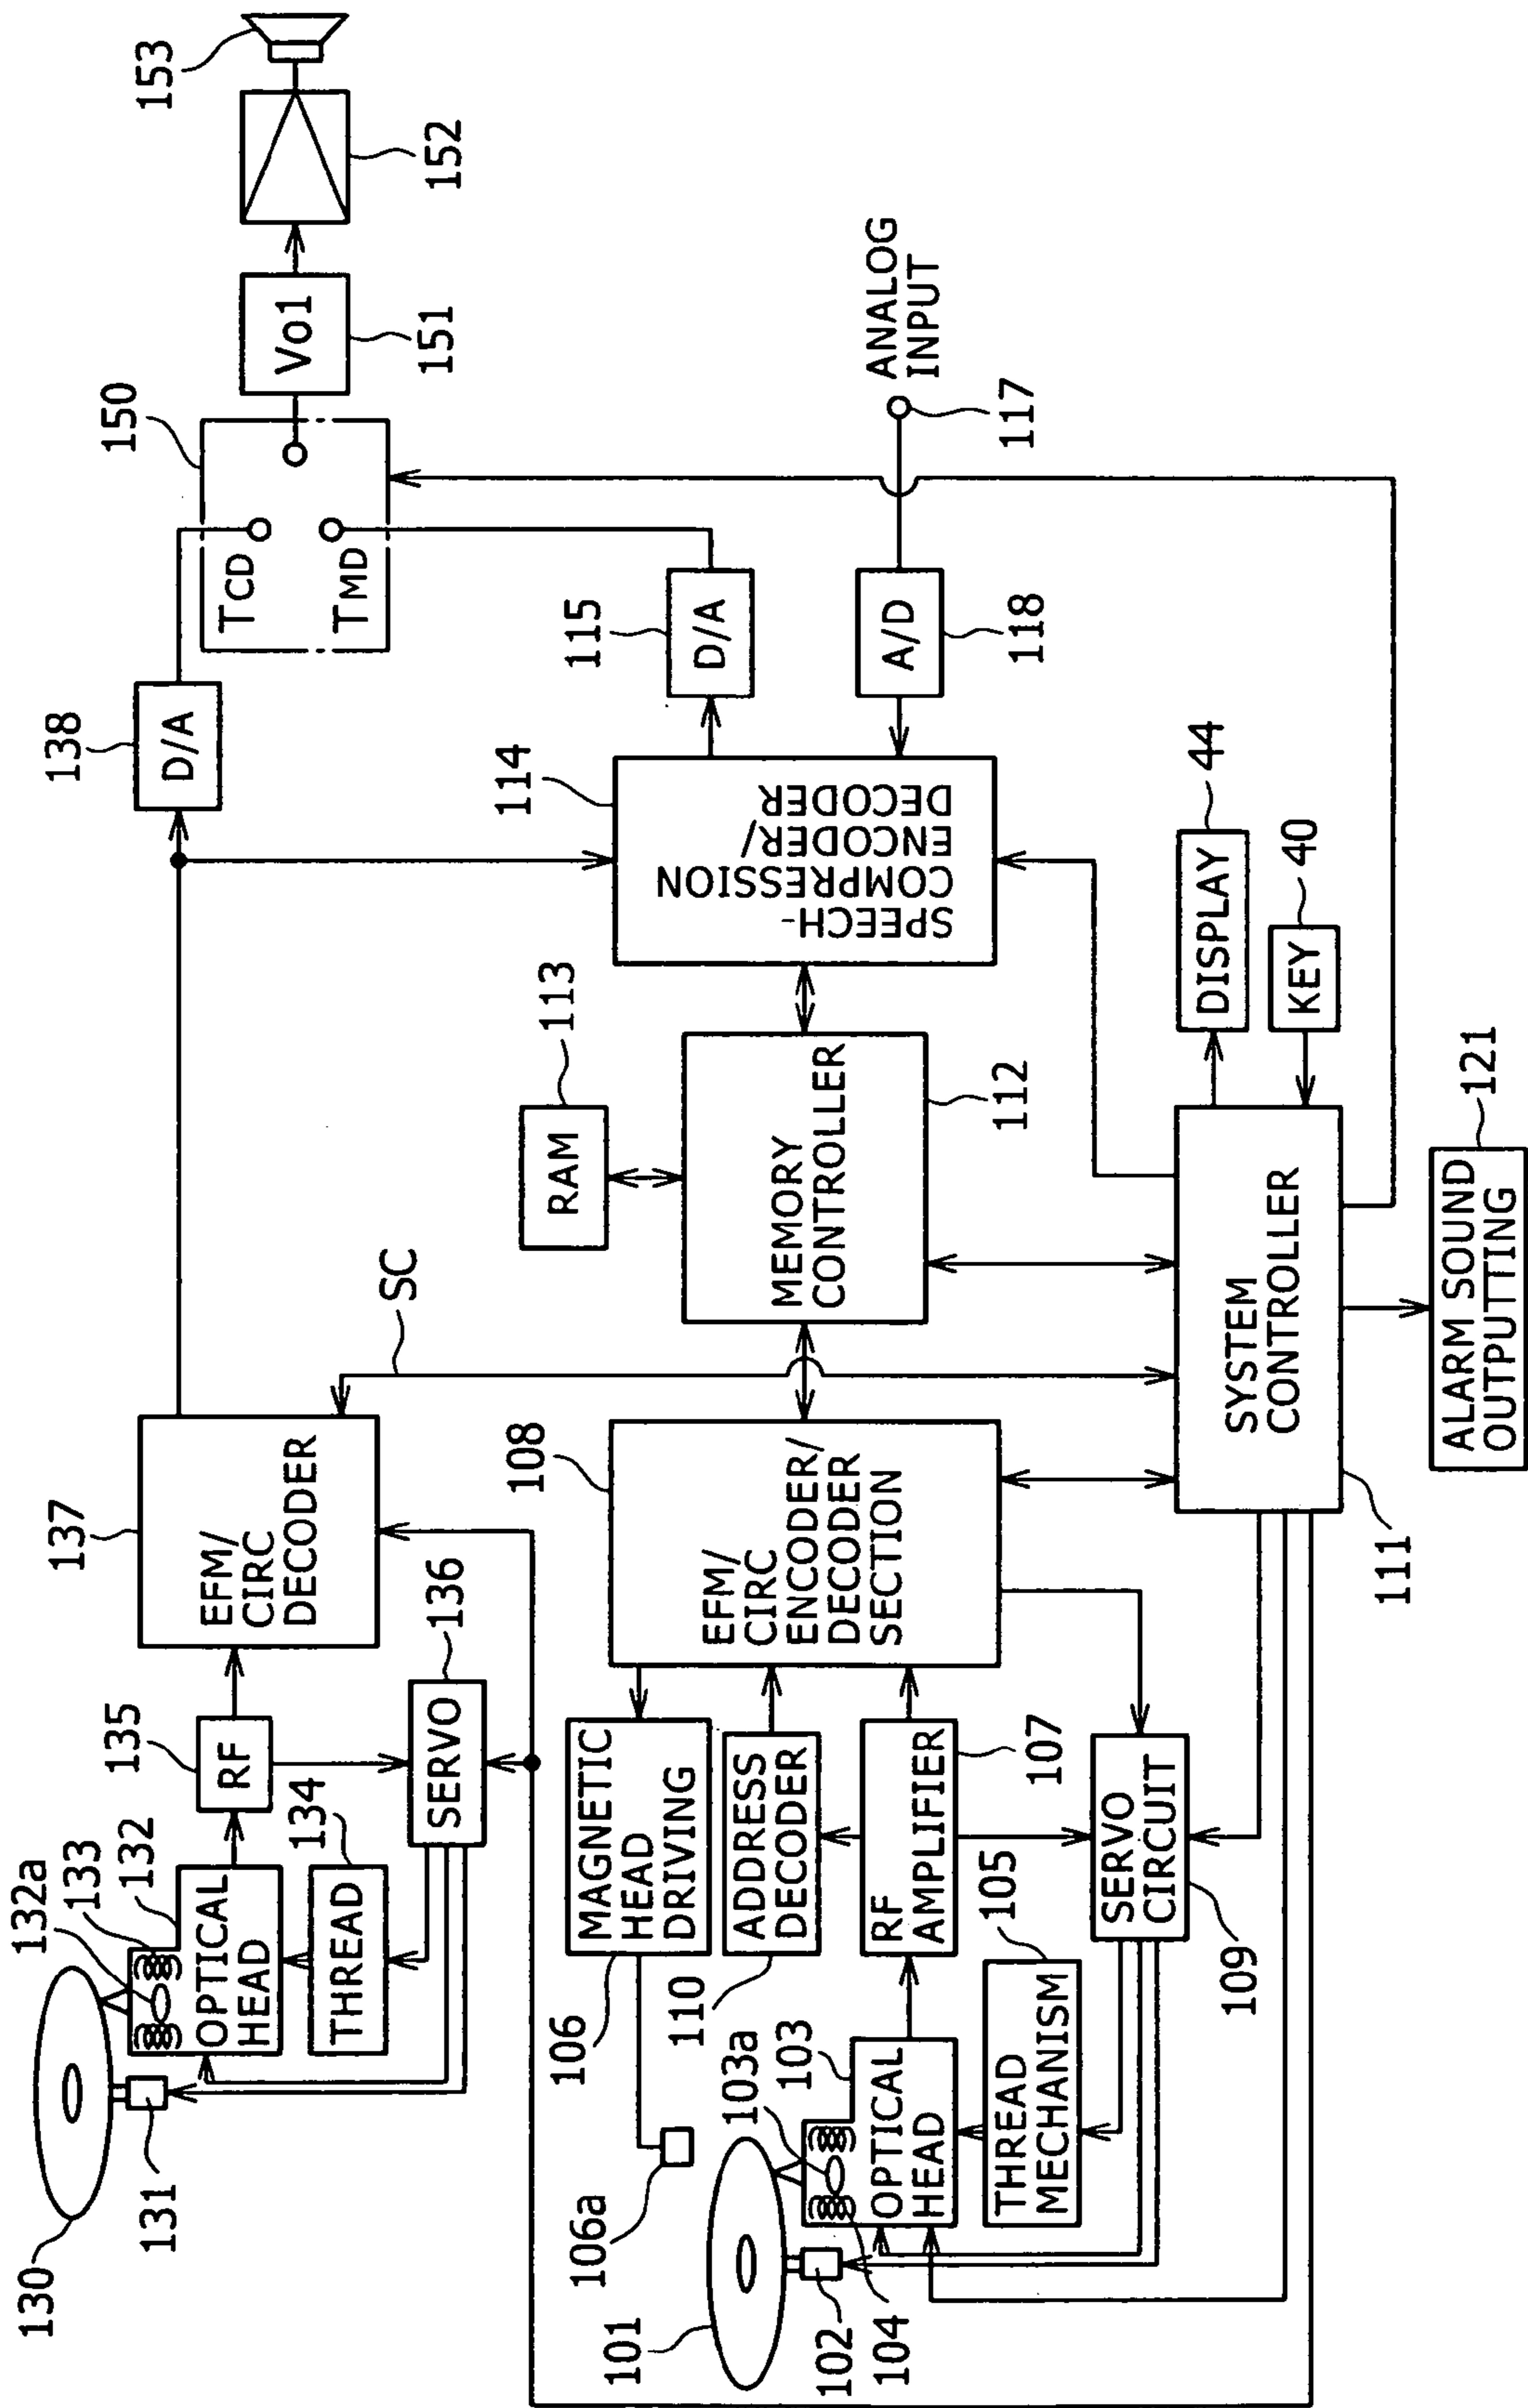 130
131
132a
133
132
OPTICAL
HEAD
134
THREAD
135
RF
136
SERVO
137
EFM/
CIRC
DECODER
SC
138
D/A
150
TCD
TMD
151
Vo1
152
153
101
102
103a
103
104
OPTICAL
HEAD
105
THREAD
MECHANISM
106a
106
MAGNETIC
HEAD
DRIVING
110
ADDRESS
DECODER
107
RF
AMPLIFIER
109
SERVO
CIRCUIT
108
EFM/
CIRC
ENCODER/
DECODER
SECTION
113
RAM
112
MEMORY
CONTROLLER
114
SPEECH-
COMPRESSION
ENCODER/
DECODER
115
D/A
118
A/D
117
ANALOG
INPUT
111
SYSTEM
CONTROLLER
44
DISPLAY
40
KEY
121
ALARM SOUND
OUTPUTTING